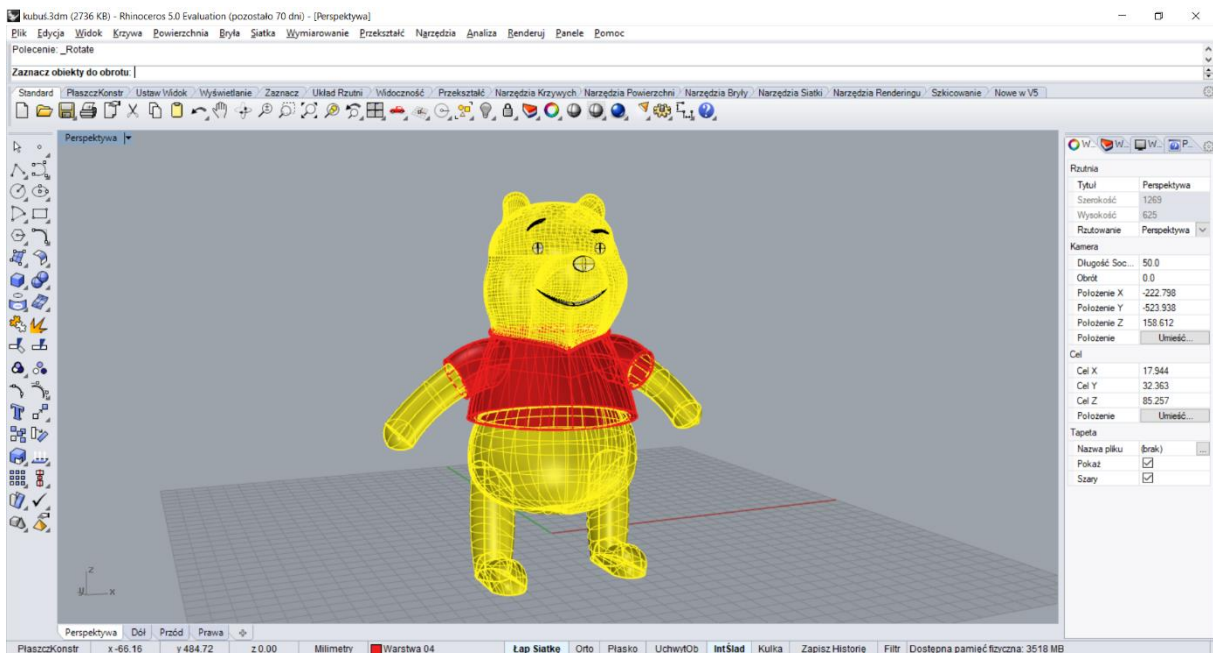 kubuś.3dm (2736 KB) - Rhinoceros 5.0 Evaluation (pozostało 70 dni) - [Perspektywa]
Plik Edycja Widok Krzywa Powierzchnia Bryła Siatka Wymiarowanie Przekształć Narzędzia Analiza Renderuj Panele Pomoc
Polecenie: _Rotate
Zaznacz obiekty do obrotu:
Standard PłaszczKonstr Ustaw Widok Wyświetlanie Zaznacz Układ Rzutni Widoczność Przekształć Narzędzia Krzywych Narzędzia Powierzchni Narzędzia Bryły Narzędzia Siatki Narzędzia Renderingu Szkicowanie Nowe w V5
Perspektywa
W... W... W... P...
Rzutnia
Tytuł Perspektywa
Szerokość 1269
Wysokość 625
Rzutowanie Perspektywa
Kamera
Długość Soc... 50.0
Obrót 0.0
Położenie X -222.798
Położenie Y -523.938
Położenie Z 158.612
Położenie Umieść...
Cel
Cel X 17.944
Cel Y 32.363
Cel Z 85.257
Położenie Umieść...
Tapeta
Nazwa pliku (brak) ...
Pokaż
Szary
z
y x
Perspektywa Dół Przód Prawa
PłaszczKonstr x -66.16 y 484.72 z 0.00 Milimetry Warstwa 04 Łap Siatkę Orto Płasko UchwytOb IntŚlad Kulka Zapisz Historię Filtr Dostępna pamięć fizyczna: 3518 MB